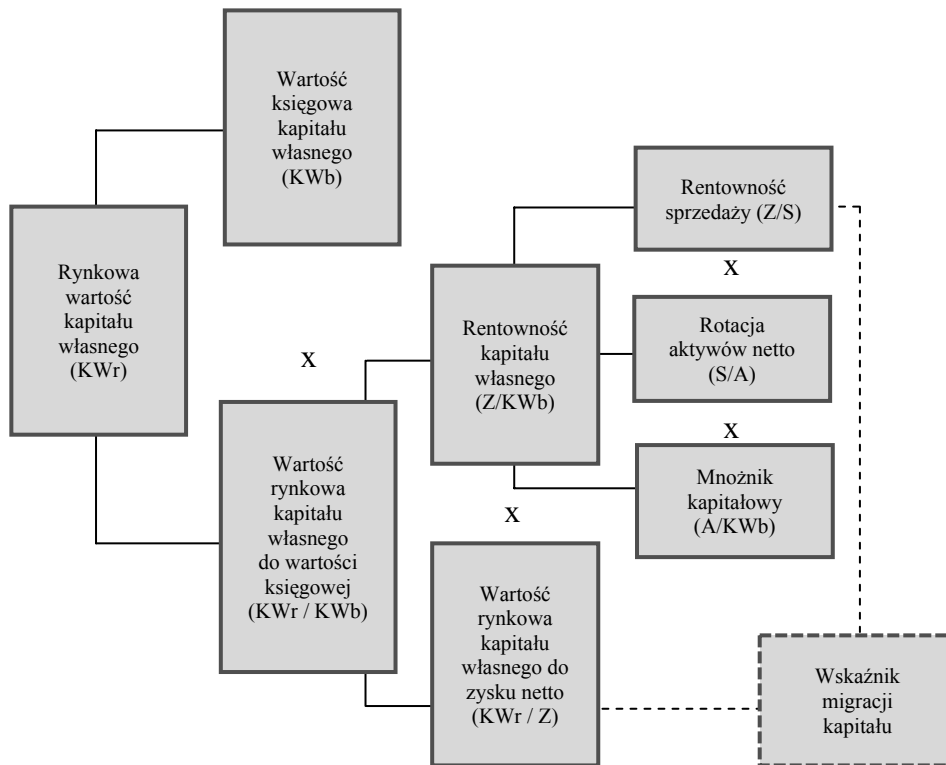 Wartość
księgowa
kapitału
własnego
(KWb)
Rynkowa
wartość
kapitału
własnego
(KWr)
x
Wartość
rynkowa
kapitału
własnego
do wartości
księgowej
(KWr / KWb)
Rentowność
kapitału
własnego
(Z/KWb)
x
Wartość
rynkowa
kapitału
własnego do
zysku netto
(KWr / Z)
Rentowność
sprzedaży (Z/S)
x
Rotacja
aktywów netto
(S/A)
x
Mnożnik
kapitałowy
(A/KWb)
Wskaźnik
migracji
kapitału